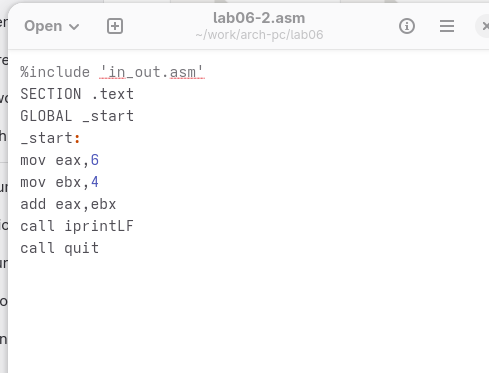 Open
lab06-2.asm
~/work/arch-pc/lab06
%include 'in_out.asm'
SECTION .text
GLOBAL _start
_start:
mov eax,6
mov ebx,4
add eax,ebx
call iprintLF
call quit